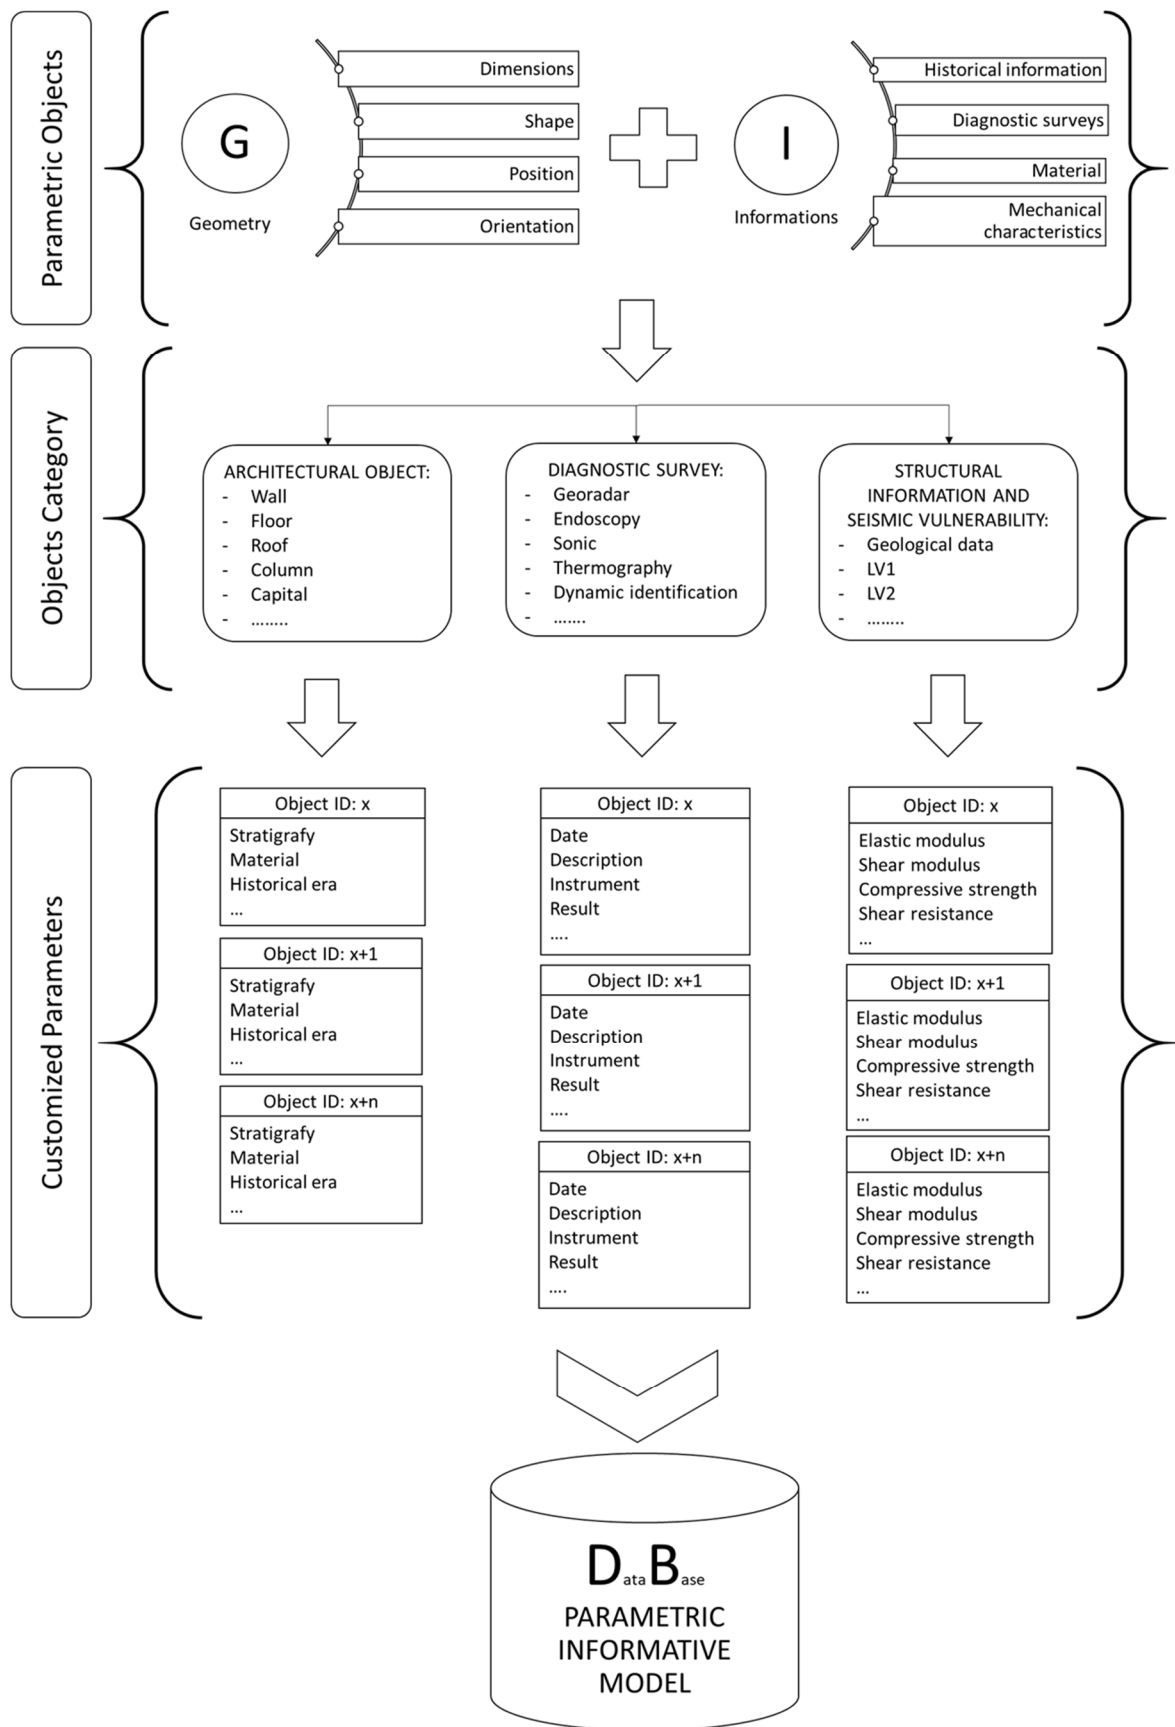 Parametric Objects
G
Geometry
Dimensions
Shape
Position
Orientation
I
Informations
Historical information
Diagnostic surveys
Material
Mechanical
characteristics
Objects Category
ARCHITECTURAL OBJECT:
- Wall
- Floor
- Roof
- Column
- Capital
- ........
DIAGNOSTIC SURVEY:
- Georadar
- Endoscopy
- Sonic
- Thermography
- Dynamic identification
- .......
STRUCTURAL
INFORMATION AND
SEISMIC VULNERABILITY:
- Geological data
- LV1
- LV2
- ........
Customized Parameters
Object ID: x
Stratigrafy
Material
Historical era
...
Object ID: x+1
Stratigrafy
Material
Historical era
...
Object ID: x+n
Stratigrafy
Material
Historical era
...
Object ID: x
Date
Description
Instrument
Result
....
Object ID: x+1
Date
Description
Instrument
Result
....
Object ID: x+n
Date
Description
Instrument
Result
....
Object ID: x
Elastic modulus
Shear modulus
Compressive strength
Shear resistance
...
Object ID: x+1
Elastic modulus
Shear modulus
Compressive strength
Shear resistance
...
Object ID: x+n
Elastic modulus
Shear modulus
Compressive strength
Shear resistance
...
DataBase
PARAMETRIC
INFORMATIVE
MODEL